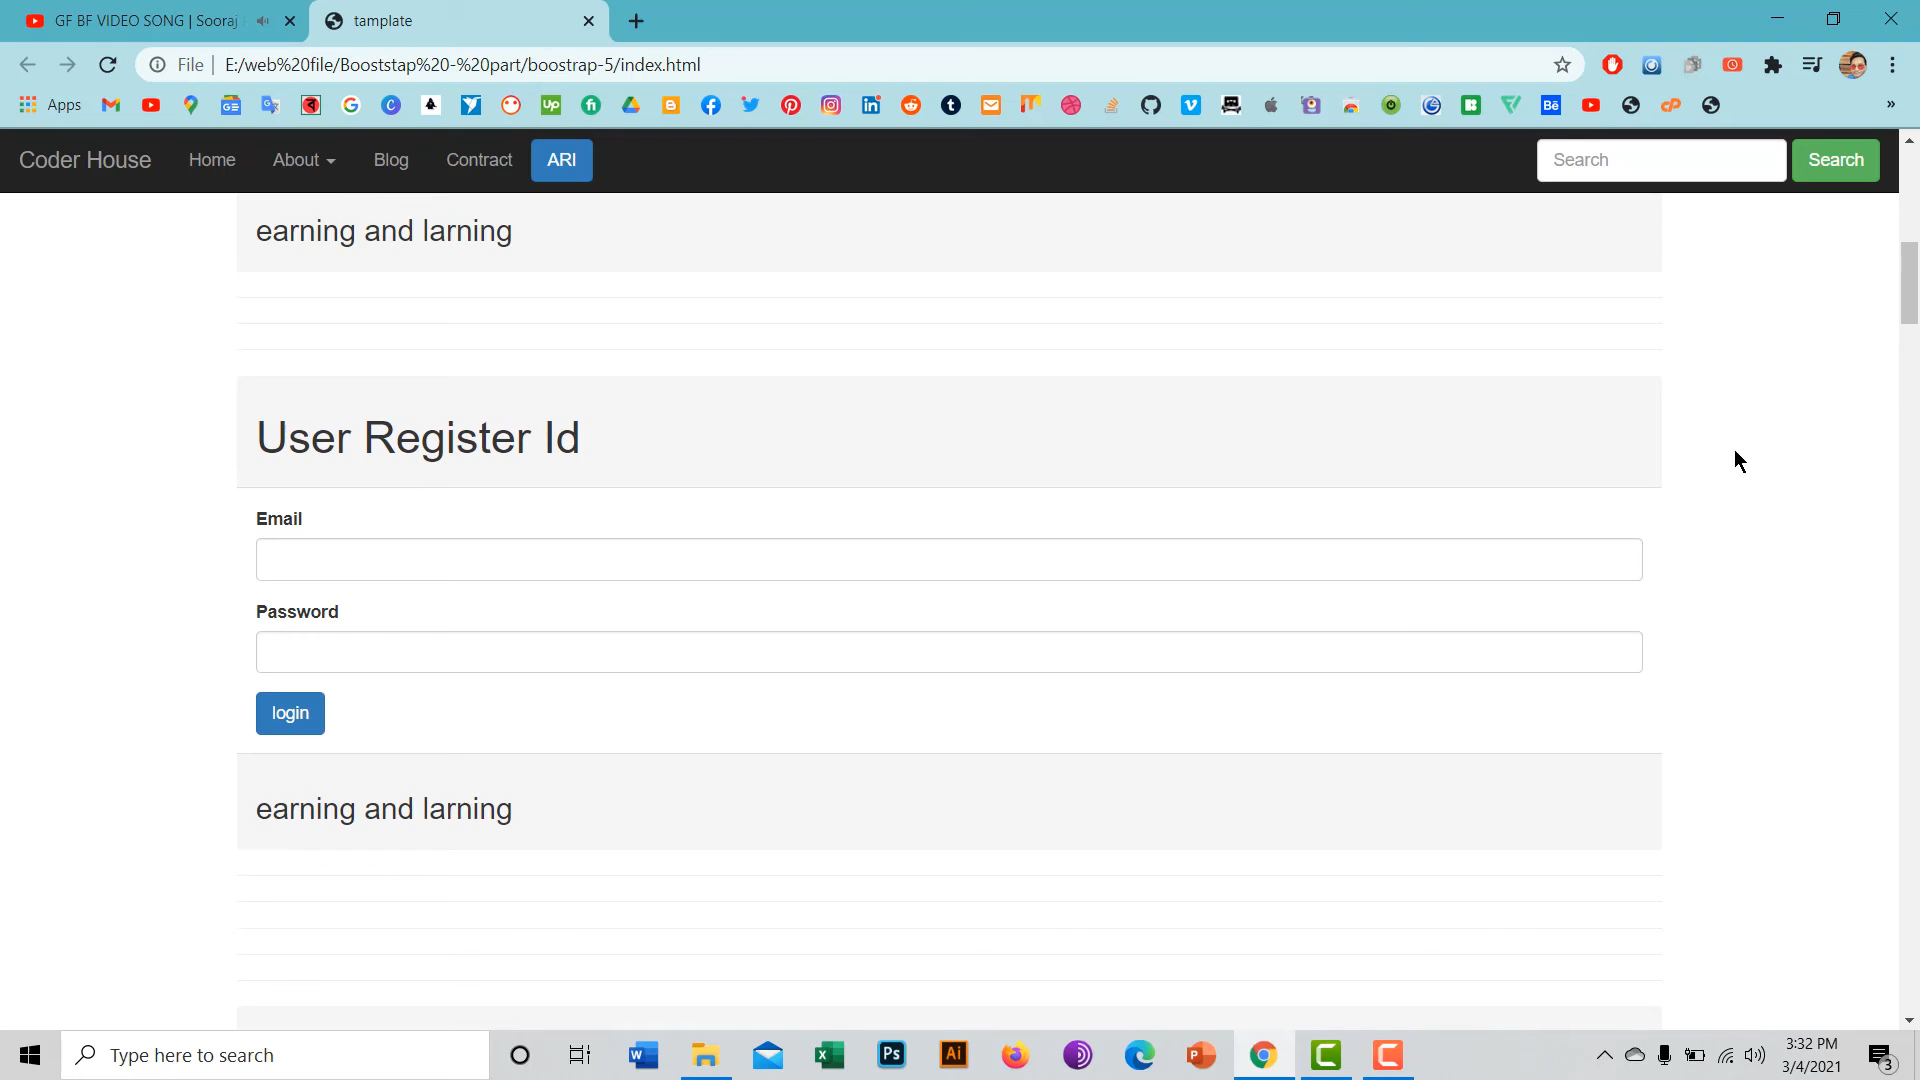 GF BF VIDEO SONG | Sooraj
tampIate
File | E:/web%20file/Booststap%20-%20part/boostrap-5/index.html
Apps
Coder House Home About Blog Contract ARI Search Search
earning and larning
User Register Id
Email
Password
login
earning and larning
Type here to search
3:32 PM
3/4/2021
3